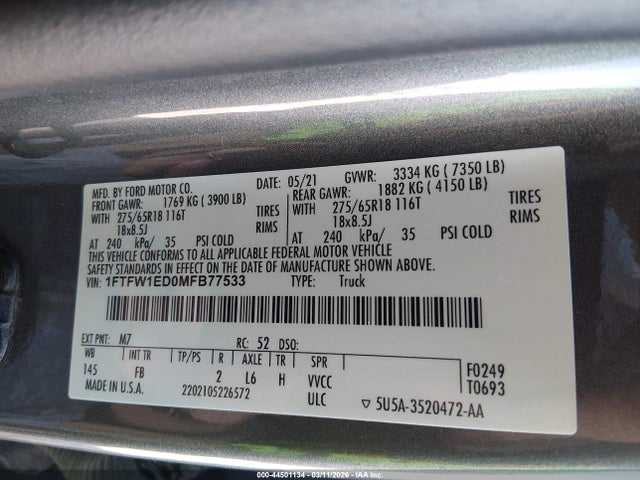 MFD. BY FORD MOTOR CO.
DATE: 05/21 GVWR: 3334 KG ( 7350 LB)
FRONT GAWR: 1769 KG ( 3900 LB) REAR GAWR: 1882 KG ( 4150 LB)
WITH 275/65R18 116T TIRES WITH 275/65R18 116T TIRES
18x8.5J RIMS 18x8.5J RIMS
AT 240 kPa/ 35 PSI COLD AT 240 kPa/ 35 PSI COLD
THIS VEHICLE CONFORMS TO ALL APPLICABLE FEDERAL MOTOR VEHICLE
SAFETY STANDARDS IN EFFECT ON THE DATE OF MANUFACTURE SHOWN ABOVE.
VIN: 1FTFW1ED0MFB77533 TYPE: Truck
EXT PNT: M7 RC: 52 DSO:
WB INT TR TP/PS R AXLE TR SPR
145 FB 2 L6 H VVCC F0249
ULC T0693
MADE IN U.S.A. 2202105226572 ▽ 5U5A-3520472-AA
000-44501134 | 03/11/2026 | IAA, Inc.